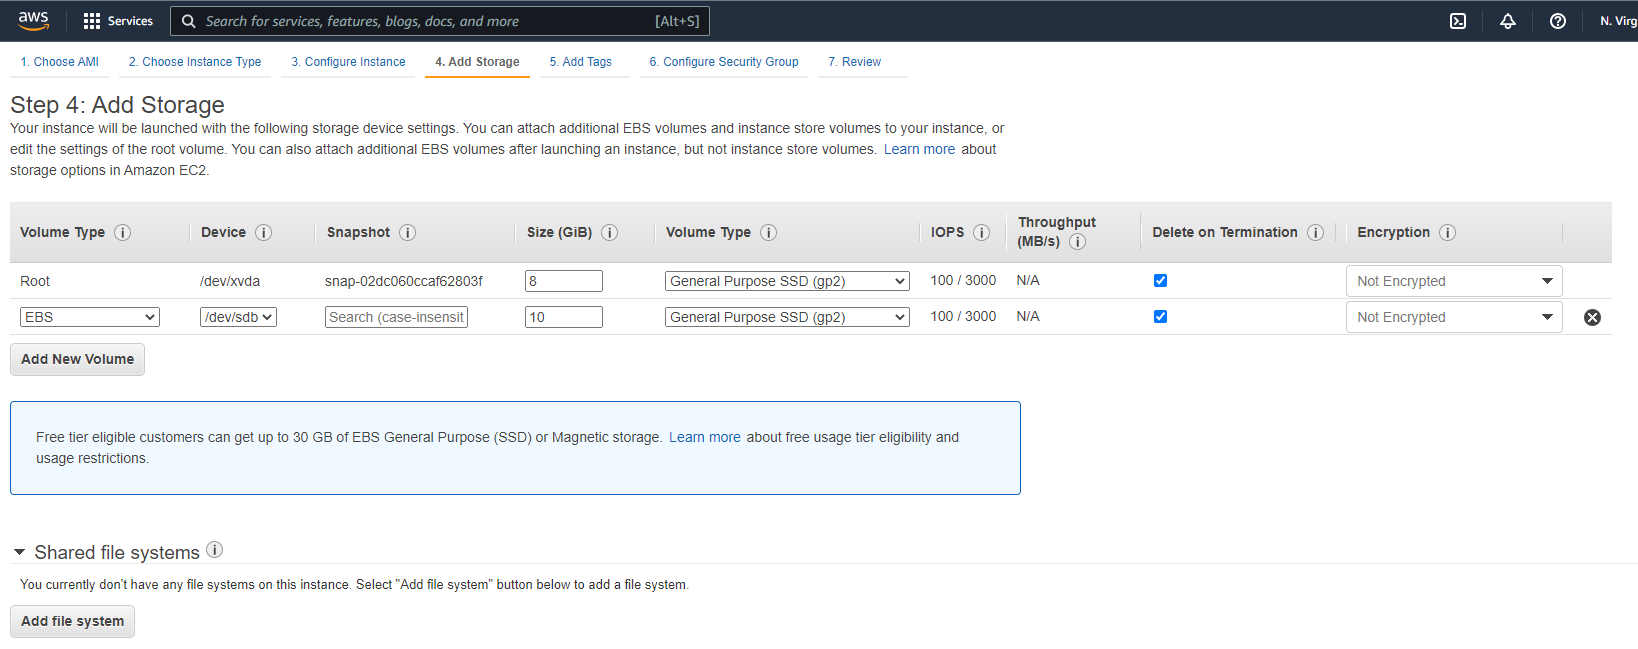 aws Services Search for services, features, blogs, docs, and more [Alt+S] N. Virg
1. Choose AMI 2. Choose Instance Type 3. Configure Instance 4. Add Storage 5. Add Tags 6. Configure Security Group 7. Review
Step 4: Add Storage
Your instance will be launched with the following storage device settings. You can attach additional EBS volumes and instance store volumes to your instance, or
edit the settings of the root volume. You can also attach additional EBS volumes after launching an instance, but not instance store volumes. Learn more about
storage options in Amazon EC2.
Volume Type i Device i Snapshot i Size (GiB) i Volume Type i IOPS i Throughput (MB/s) i Delete on Termination i Encryption i
Root /dev/xvda snap-02dc060ccaf62803f 8 General Purpose SSD (gp2) 100 / 3000 N/A Not Encrypted
EBS /dev/sdb Search (case-insensit 10 General Purpose SSD (gp2) 100 / 3000 N/A Not Encrypted
Add New Volume
Free tier eligible customers can get up to 30 GB of EBS General Purpose (SSD) or Magnetic storage. Learn more about free usage tier eligibility and
usage restrictions.
Shared file systems i
You currently don't have any file systems on this instance. Select "Add file system" button below to add a file system.
Add file system